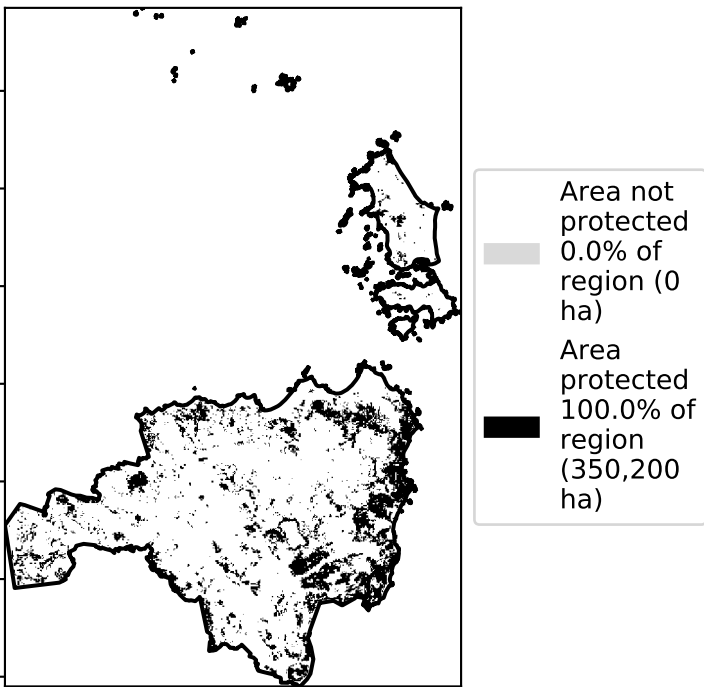 Area not
protected
0.0% of
region (0
ha)
Area
protected
100.0% of
region
(350,200
ha)